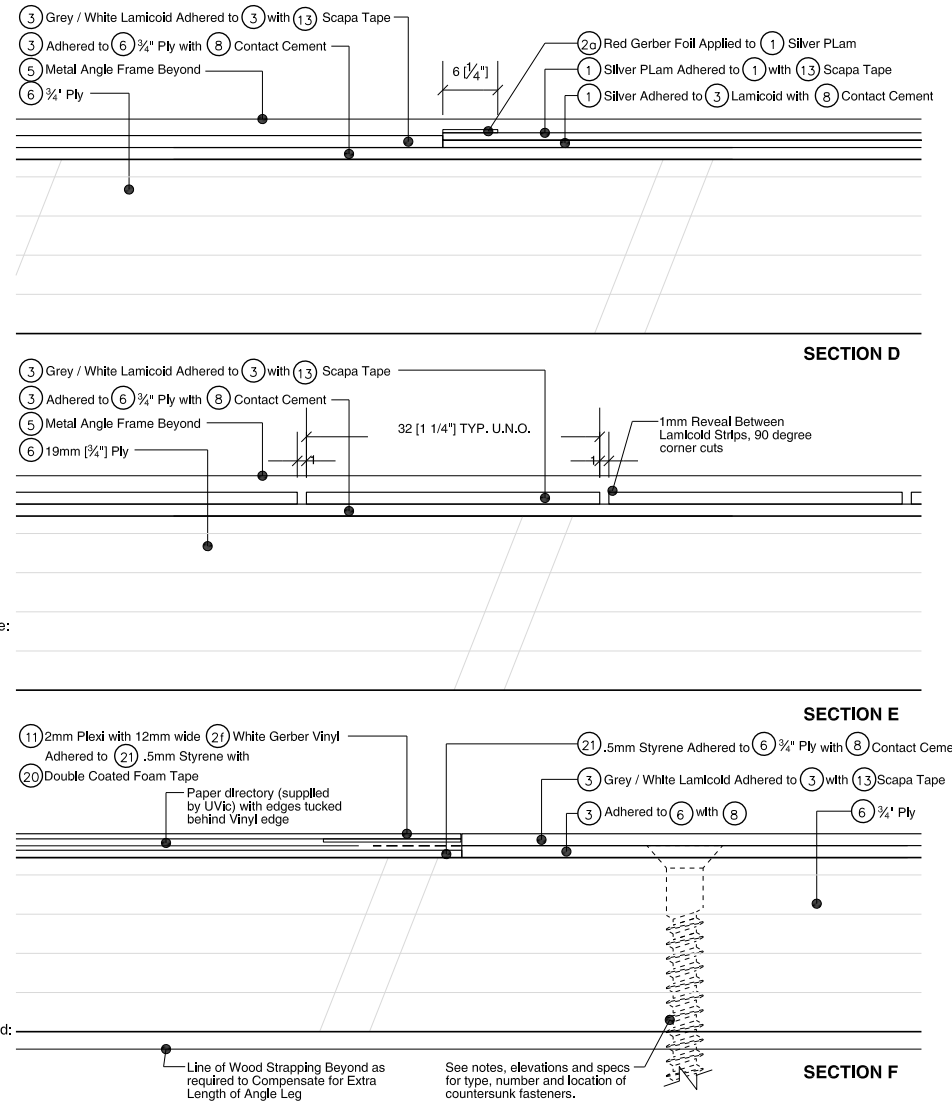 3 Grey / White Lamicoid Adhered to 3 with 13 Scapa Tape
3 Adhered to 6 ¾" Ply with 8 Contact Cement
5 Metal Angle Frame Beyond
6 ¾' Ply
6 [¼"]
2a Red Gerber Foil Applied to 1 Silver PLam
1 Silver PLam Adhered to 1 with 13 Scapa Tape
1 Silver Adhered to 3 Lamicoid with 8 Contact Cement
SECTION D
3 Grey / White Lamicoid Adhered to 3 with 13 Scapa Tape
3 Adhered to 6 ¾" Ply with 8 Contact Cement
5 Metal Angle Frame Beyond
6 19mm [¾"] Ply
32 [1 1/4"] TYP. U.N.O.
1
1
1mm Reveal Between
Lamicoid Strips, 90 degree
corner cuts
e:
SECTION E
11 2mm Plexi with 12mm wide 2f White Gerber Vinyl
Adhered to 21 .5mm Styrene with
20 Double Coated Foam Tape
Paper directory (supplied
by UVic) with edges tucked
behind Vinyl edge
21 .5mm Styrene Adhered to 6 ¾" Ply with 8 Contact Ceme
3 Grey / White Lamicoid Adhered to 3 with 13 Scapa Tape
3 Adhered to 6 with 8
6 ¾" Ply
d:
Line of Wood Strapping Beyond as
required to Compensate for Extra
Length of Angle Leg
See notes, elevations and specs
for type, number and location of
countersunk fasteners.
SECTION F